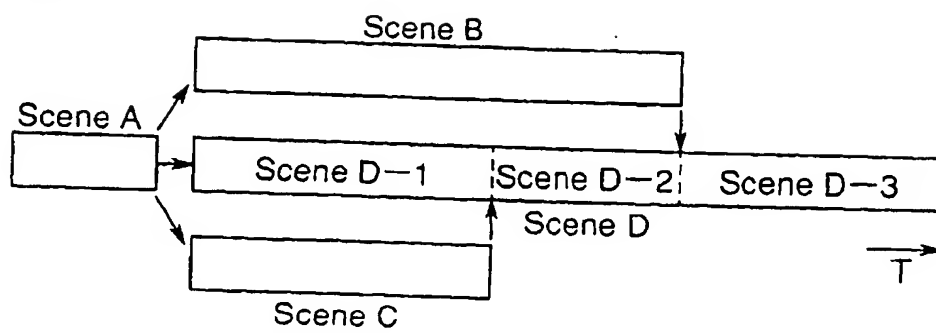 Scene B
Scene A
Scene D-1
Scene D-2
Scene D-3
Scene D
T
Scene C